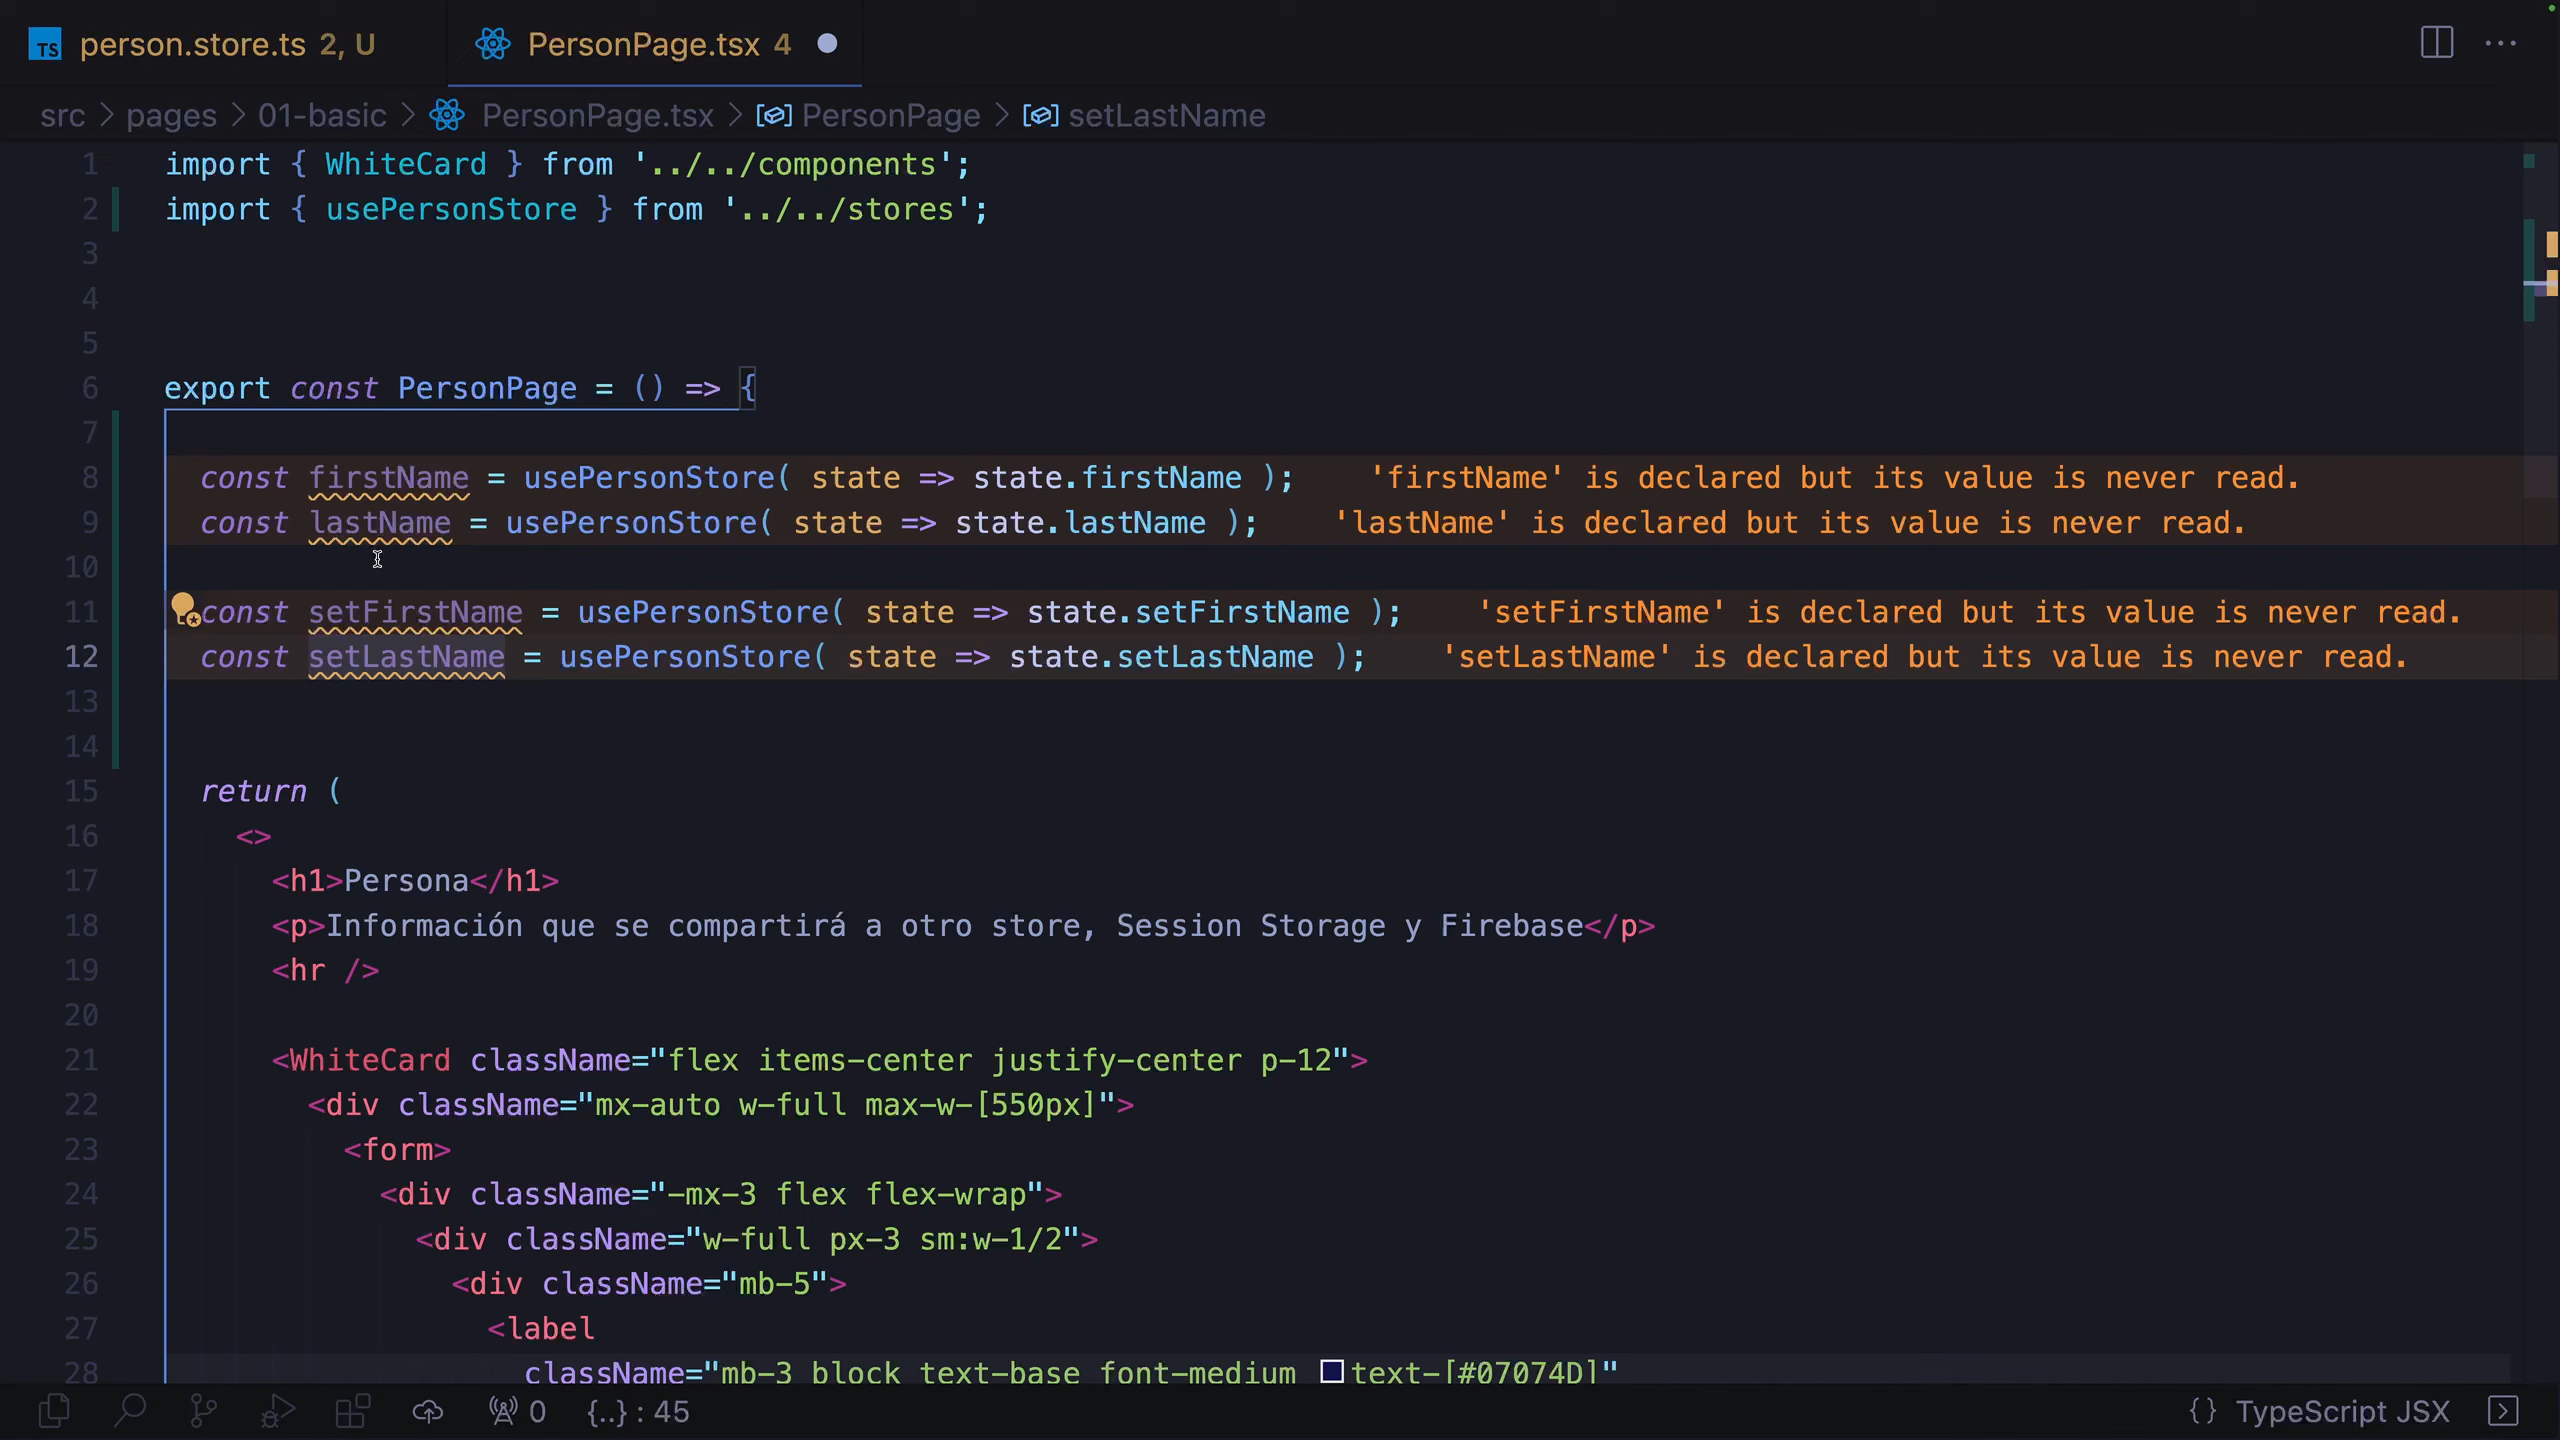 person.store.ts 2, U
PersonPage.tsx 4
src > pages > 01-basic > PersonPage.tsx > PersonPage > setLastName
1 import { WhiteCard } from '../../components';
2 import { usePersonStore } from '../../stores';
3
4
5
6 export const PersonPage = () => {
7
8 const firstName = usePersonStore( state => state.firstName ); 'firstName' is declared but its value is never read.
9 const lastName = usePersonStore( state => state.lastName ); 'lastName' is declared but its value is never read.
10
11 const setFirstName = usePersonStore( state => state.setFirstName ); 'setFirstName' is declared but its value is never read.
12 const setLastName = usePersonStore( state => state.setLastName ); 'setLastName' is declared but its value is never read.
13
14
15 return (
16 <>
17 <h1>Persona</h1>
18 <p>Información que se compartirá a otro store, Session Storage y Firebase</p>
19 <hr />
20
21 <WhiteCard className="flex items-center justify-center p-12">
22 <div className="mx-auto w-full max-w-[550px]">
23 <form>
24 <div className="-mx-3 flex flex-wrap">
25 <div className="w-full px-3 sm:w-1/2">
26 <div className="mb-5">
27 <label
28 className="mb-3 block text-base font-medium text-[#07074D]"
0 {..} : 45 {} TypeScript JSX